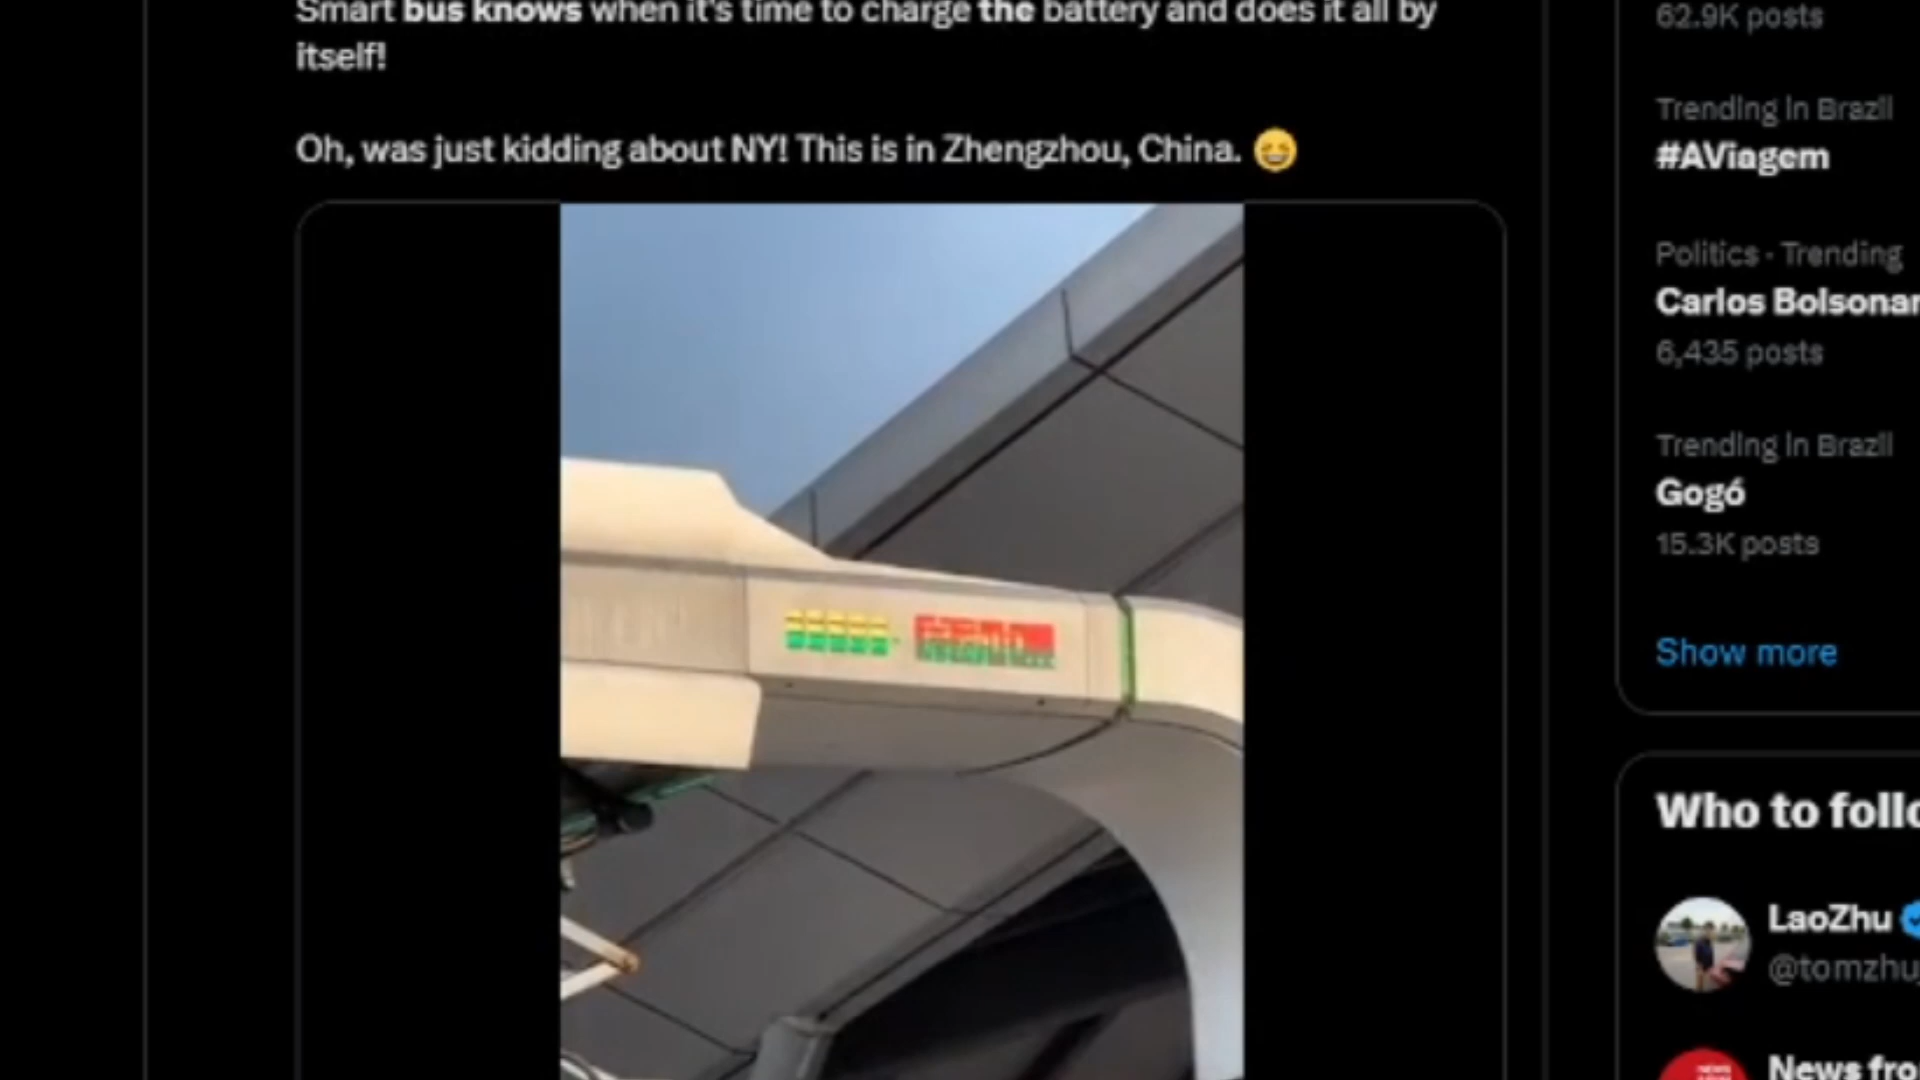 Smart bus knows when it's time to charge the battery and does it all by
itself!
Oh, was just kidding about NY! This is in Zhengzhou, China. 😄
62.9K posts
Trending in Brazil
#AViagem
Politics · Trending
Carlos Bolsonar
6,435 posts
Trending in Brazil
Gogó
15.3K posts
Show more
Who to follo
LaoZhu
@tomzhu
News fro